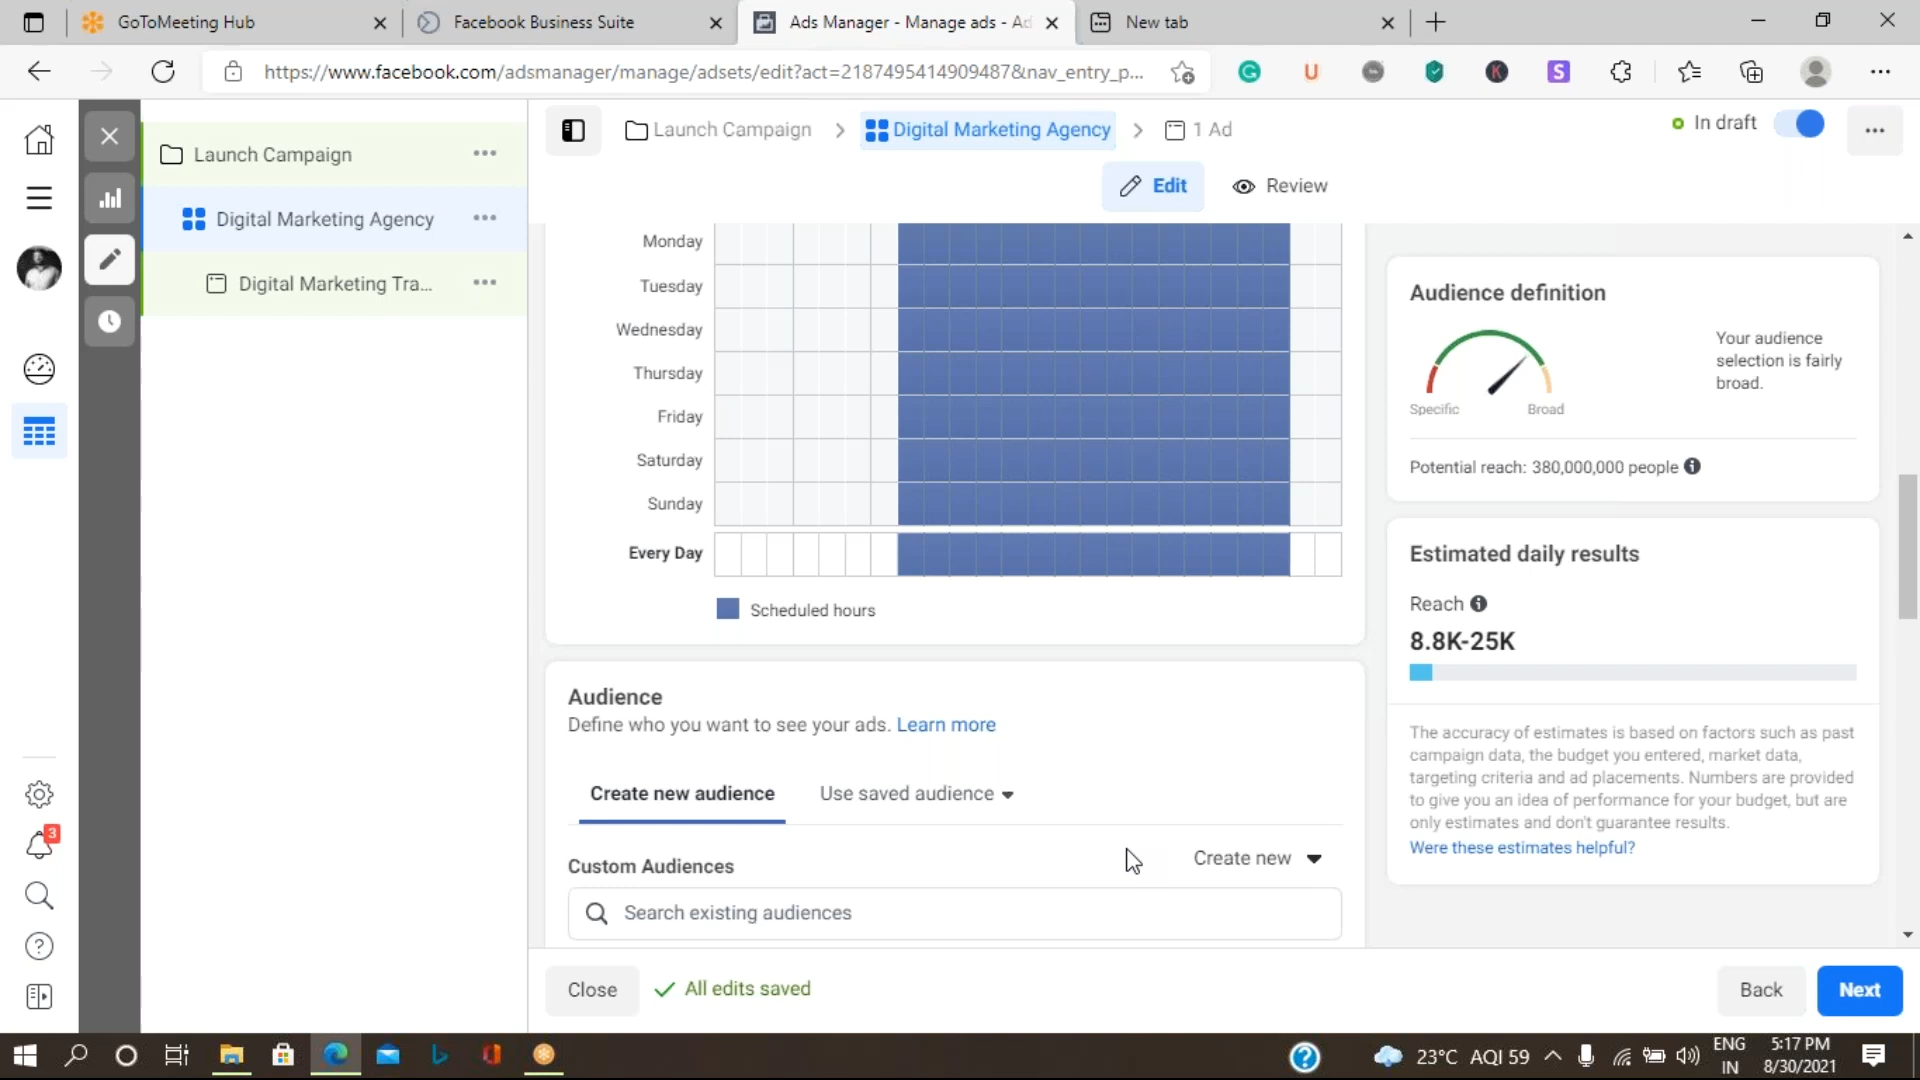 GoToMeeting Hub
Facebook Business Suite
Ads Manager - Manage ads - Ad
New tab
https://www.facebook.com/adsmanager/manage/adsets/edit?act=2187495414909487&nav_entry_p...
Launch Campaign
Digital Marketing Agency
Digital Marketing Tra...
Launch Campaign
Digital Marketing Agency
1 Ad
In draft
Edit
Review
Monday
Tuesday
Wednesday
Thursday
Friday
Saturday
Sunday
Every Day
Scheduled hours
Audience
Define who you want to see your ads. Learn more
Create new audience
Use saved audience
Custom Audiences
Create new
Search existing audiences
Audience definition
Your audience
selection is fairly
broad.
Specific
Broad
Potential reach: 380,000,000 people
Estimated daily results
Reach
8.8K-25K
The accuracy of estimates is based on factors such as past
campaign data, the budget you entered, market data,
targeting criteria and ad placements. Numbers are provided
to give you an idea of performance for your budget, but are
only estimates and don't guarantee results.
Were these estimates helpful?
3
Close
All edits saved
Back
Next
23°C AQI 59
ENG
IN
5:17 PM
8/30/2021